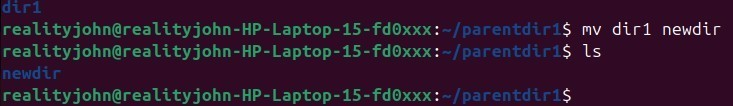 dir1
realityjohn@realityjohn-HP-Laptop-15-fd0xxx:~/parentdir1$ mv dir1 newdir
realityjohn@realityjohn-HP-Laptop-15-fd0xxx:~/parentdir1$ ls
newdir
realityjohn@realityjohn-HP-Laptop-15-fd0xxx:~/parentdir1$